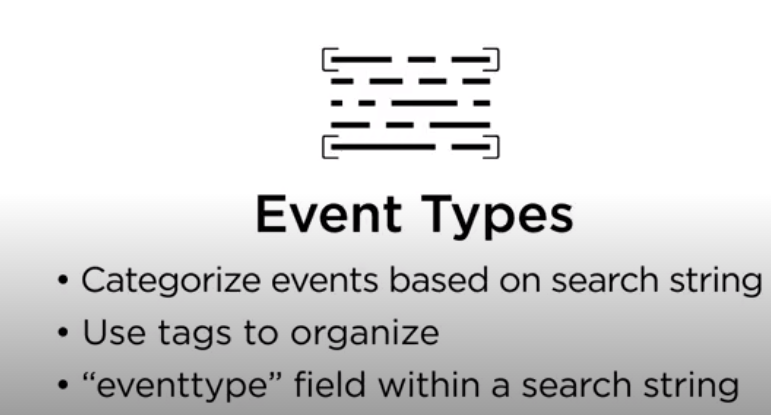 Event Types
• Categorize events based on search string
• Use tags to organize
• “eventtype” field within a search string